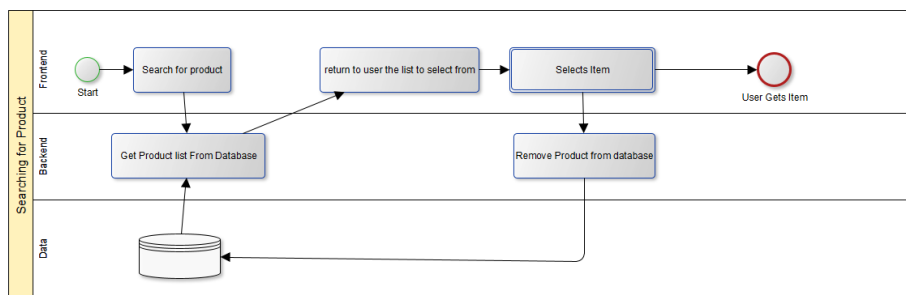 Searching for Product
Frontend
Start
Search for product
return to user the list to select from
Selects Item
User Gets Item
Backend
Get Product list From Database
Remove Product from database
Data